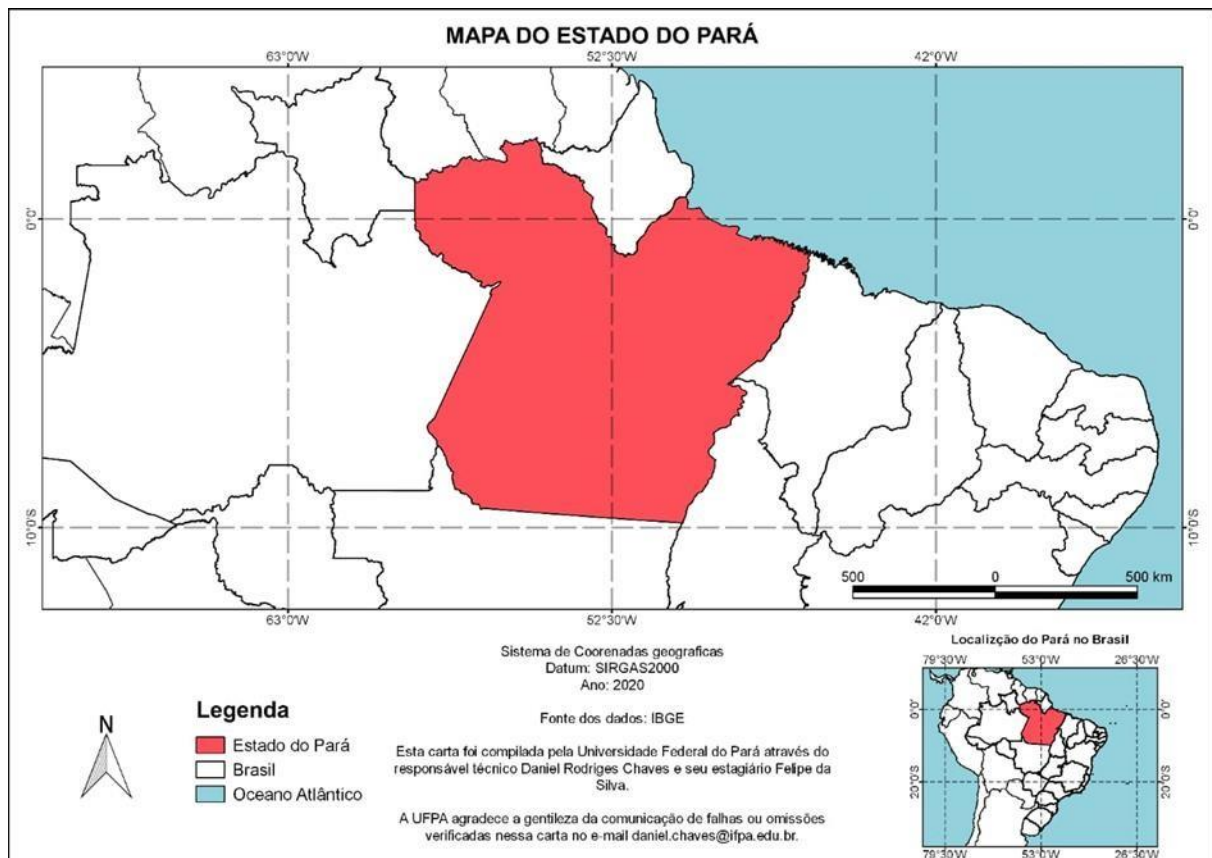 MAPA DO ESTADO DO PARÁ
63°0'W 52°30'W 42°0'W
0°0' 0°0'
10°0'S 10°0'S
500 0 500 km
63°0'W 52°30'W 42°0'W
Sistema de Coorenadas geograficas
Datum: SIRGAS2000
Ano: 2020
Fonte dos dados: IBGE
Esta carta foi compilada pela Universidade Federal do Pará através do
responsável técnico Daniel Rodriges Chaves e seu estagiário Felipe da
Silva.
A UFPA agradece a gentileza da comunicação de falhas ou omissões
verificadas nessa carta no e-mail daniel.chaves@ifpa.edu.br.
N
Legenda
Estado do Pará
Brasil
Oceano Atlântico
Localizção do Pará no Brasil
79°30'W 53°0'W 26°30'W
0°0' 0°0'
20°0'S 20°0'S
79°30'W 53°0'W 26°30'W